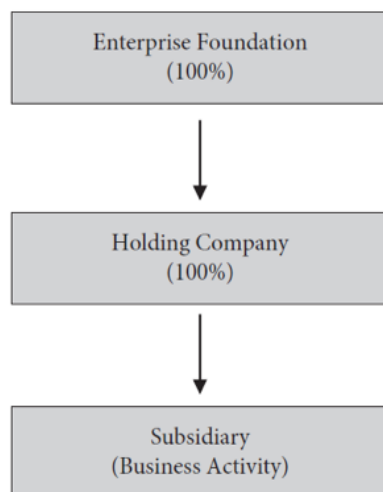 Enterprise Foundation
(100%)
Holding Company
(100%)
Subsidiary
(Business Activity)